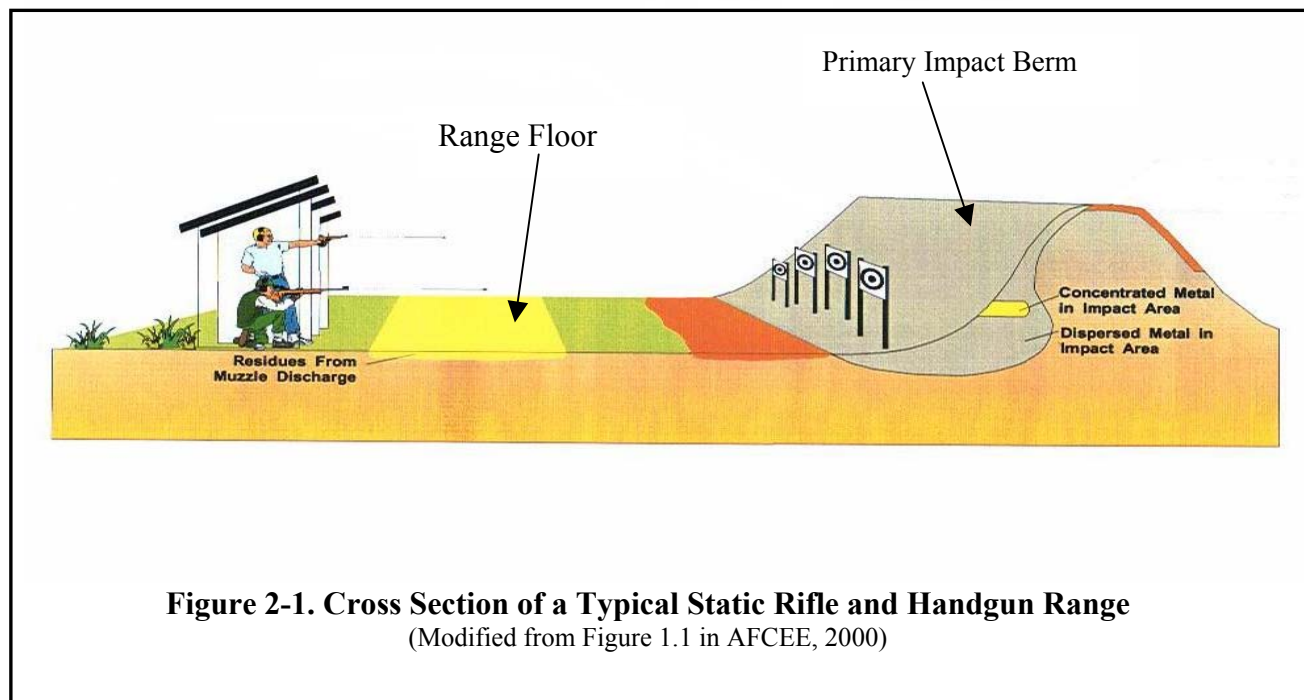 Primary Impact Berm
Range Floor
Concentrated Metal
in Impact Area
Dispersed Metal in
Impact Area
Residues From
Muzzle Discharge
Figure 2-1. Cross Section of a Typical Static Rifle and Handgun Range
(Modified from Figure 1.1 in AFCEE, 2000)